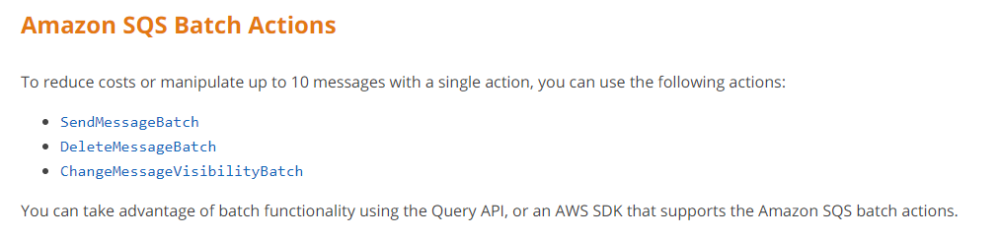 Amazon SQS Batch Actions
To reduce costs or manipulate up to 10 messages with a single action, you can use the following actions:
• SendMessageBatch
• DeleteMessageBatch
• ChangeMessageVisibilityBatch
You can take advantage of batch functionality using the Query API, or an AWS SDK that supports the Amazon SQS batch actions.